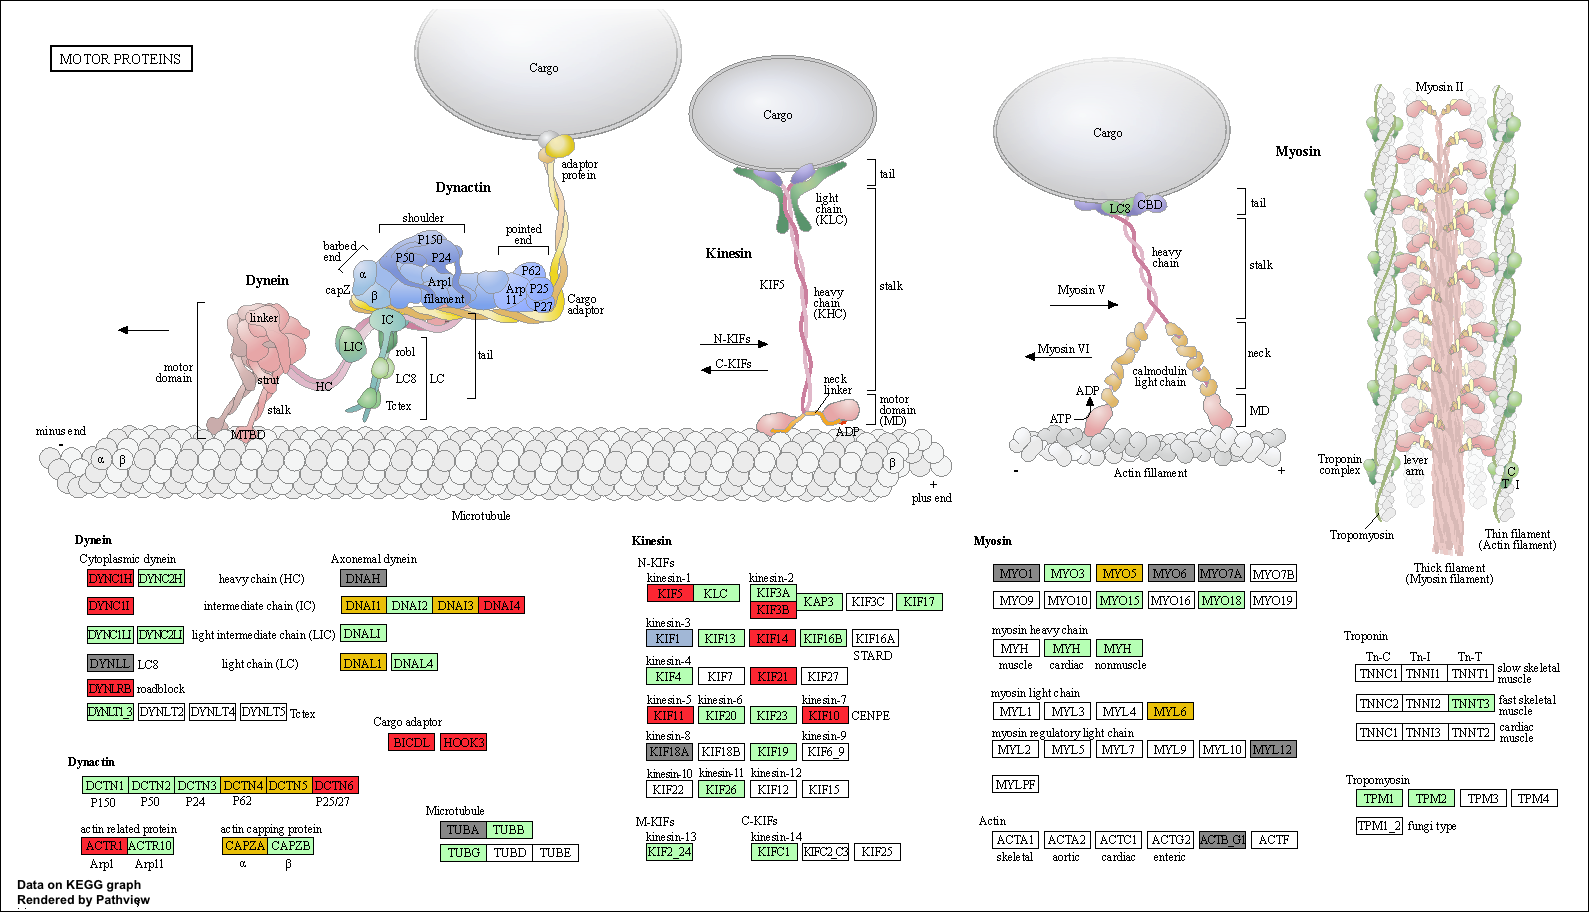 MOTOR PROTEINS
Cargo
adaptor
protein
Dynactin
shoulder
P150
P50
P24
Arp1
filament
barbed
end
α
capZ
β
pointed
end
P62
Arp
11
P25
P27
Cargo
adaptor
Dynein
linker
motor
domain
strut
stalk
MTBD
HC
LIC
IC
robl
LC8
LC
Tctex
tail
minus end
-
α
β
β
+
plus end
Microtubule
Cargo
tail
light
chain
(KLC)
Kinesin
KIF5
heavy
chain
(KHC)
stalk
N-KIFs
C-KIFs
neck
linker
motor
domain
(MD)
ADP
Cargo
Myosin
LC8
CBD
tail
heavy
chain
stalk
Myosin V
Myosin VI
neck
calmodulin
light chain
ADP
ATP
MD
-
+
Actin fillament
Myosin II
Troponin
complex
lever
arm
C
T I
Tropomyosin
Thin filament
(Actin filament)
Thick filament
(Myosin filament)
Dynein
Cytoplasmic dynein
Axonemal dynein
DYNC1H DYNC2H heavy chain (HC) DNAH
DYNC1I intermediate chain (IC) DNAI1 DNAI2 DNAI3 DNAI4
DYNC1LI DYNC2LI light intermediate chain (LIC) DNALI
DYNLL LC8 light chain (LC) DNAL1 DNAL4
DYNLRB roadblock
DYNLT1_3 DYNLT2 DYNLT4 DYNLT5 Tctex
Cargo adaptor
BICDL HOOK3
Dynactin
DCTN1 DCTN2 DCTN3 DCTN4 DCTN5 DCTN6
P150 P50 P24 P62 P25/27
actin related protein
actin capping protein
ACTR1 ACTR10 CAPZA CAPZB
Arp1 Arp11 α β
Microtubule
TUBA TUBB
TUBG TUBD TUBE
Kinesin
N-KIFs
kinesin-1 kinesin-2
KIF5 KLC KIF3A KIF3B KAP3 KIF3C KIF17
kinesin-3
KIF1 KIF13 KIF14 KIF16B KIF16A
STARD
kinesin-4
KIF4 KIF7 KIF21 KIF27
kinesin-5 kinesin-6 kinesin-7
KIF11 KIF20 KIF23 KIF10 CENPE
kinesin-8 kinesin-9
KIF18A KIF18B KIF19 KIF6_9
kinesin-10 kinesin-11 kinesin-12
KIF22 KIF26 KIF12 KIF15
M-KIFs C-KIFs
kinesin-13 kinesin-14
KIF2_24 KIFC1 KIFC2_C3 KIF25
Myosin
MYO1 MYO3 MYO5 MYO6 MYO7A MYO7B
MYO9 MYO10 MYO15 MYO16 MYO18 MYO19
myosin heavy chain
MYH MYH MYH
muscle cardiac nonmuscle
myosin light chain
MYL1 MYL3 MYL4 MYL6
myosin regulatory light chain
MYL2 MYL5 MYL7 MYL9 MYL10 MYL12
MYLPF
Actin
ACTA1 ACTA2 ACTC1 ACTG2 ACTB_G1 ACTF
skeletal aortic cardiac enteric
Troponin
Tn-C Tn-I Tn-T
TNNC1 TNNI1 TNNT1 slow skeletal
muscle
TNNC2 TNNI2 TNNT3 fast skeletal
muscle
TNNC1 TNNI3 TNNT2 cardiac
muscle
Tropomyosin
TPM1 TPM2 TPM3 TPM4
TPM1_2 fungi type
Data on KEGG graph
Rendered by Pathview